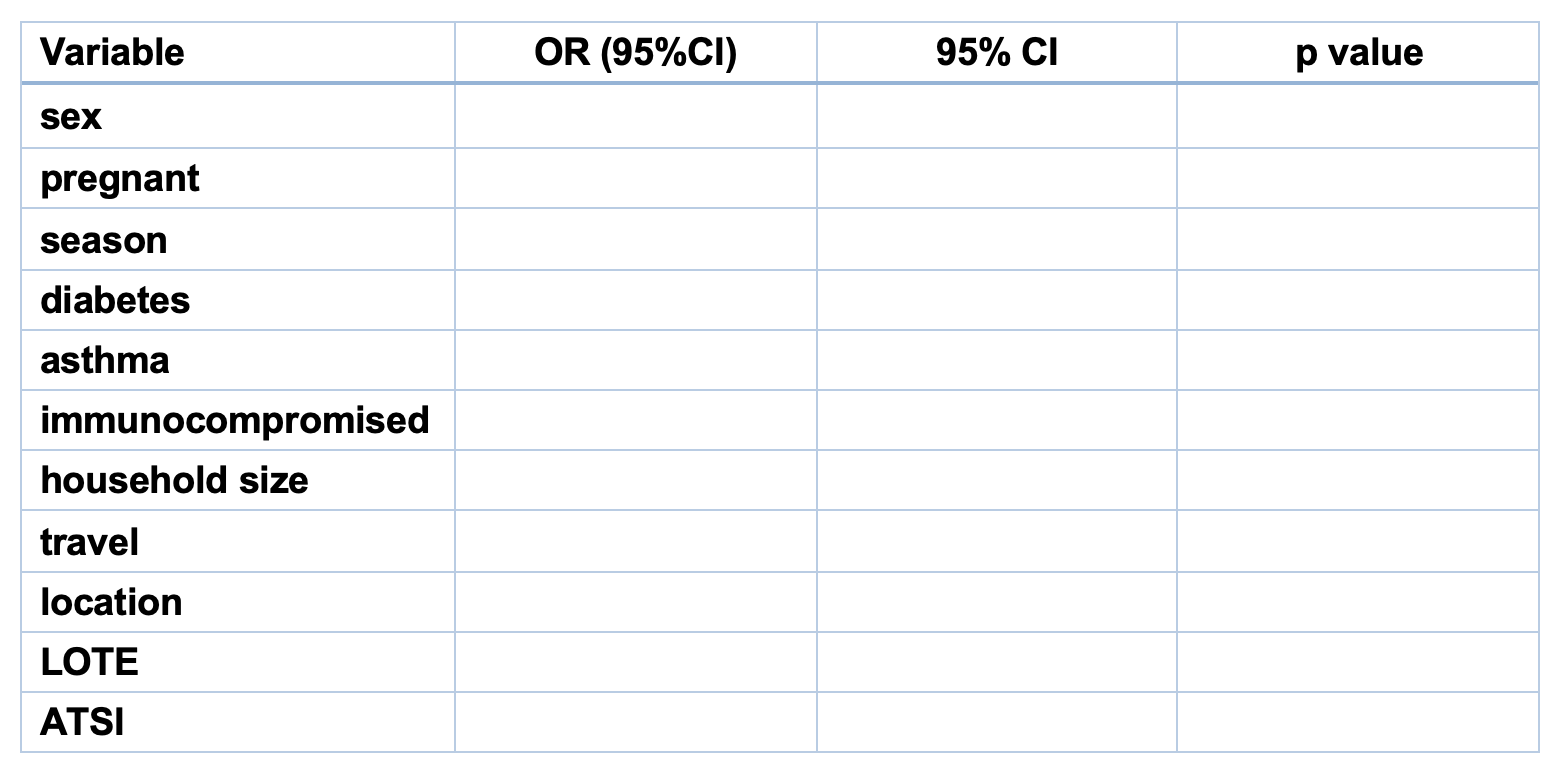 Variable OR (95%CI) 95% CI p value
sex
pregnant
season
diabetes
asthma
immunocompromised
household size
travel
location
LOTE
ATSI